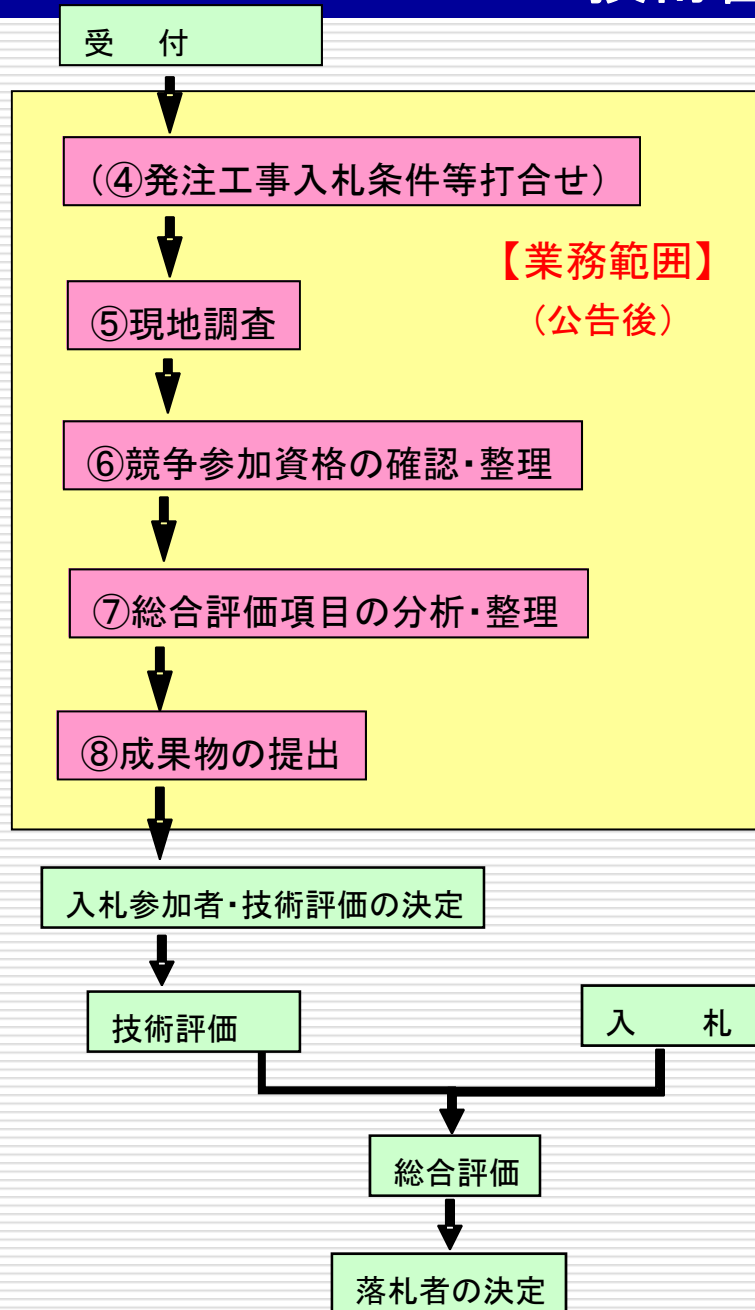 受　付
（④発注工事入札条件等打合せ）
【業務範囲】
（公告後）
⑤現地調査
⑥競争参加資格の確認・整理
⑦総合評価項目の分析・整理
⑧成果物の提出
入札参加者・技術評価の決定
技術評価
入　札
総合評価
落札者の決定